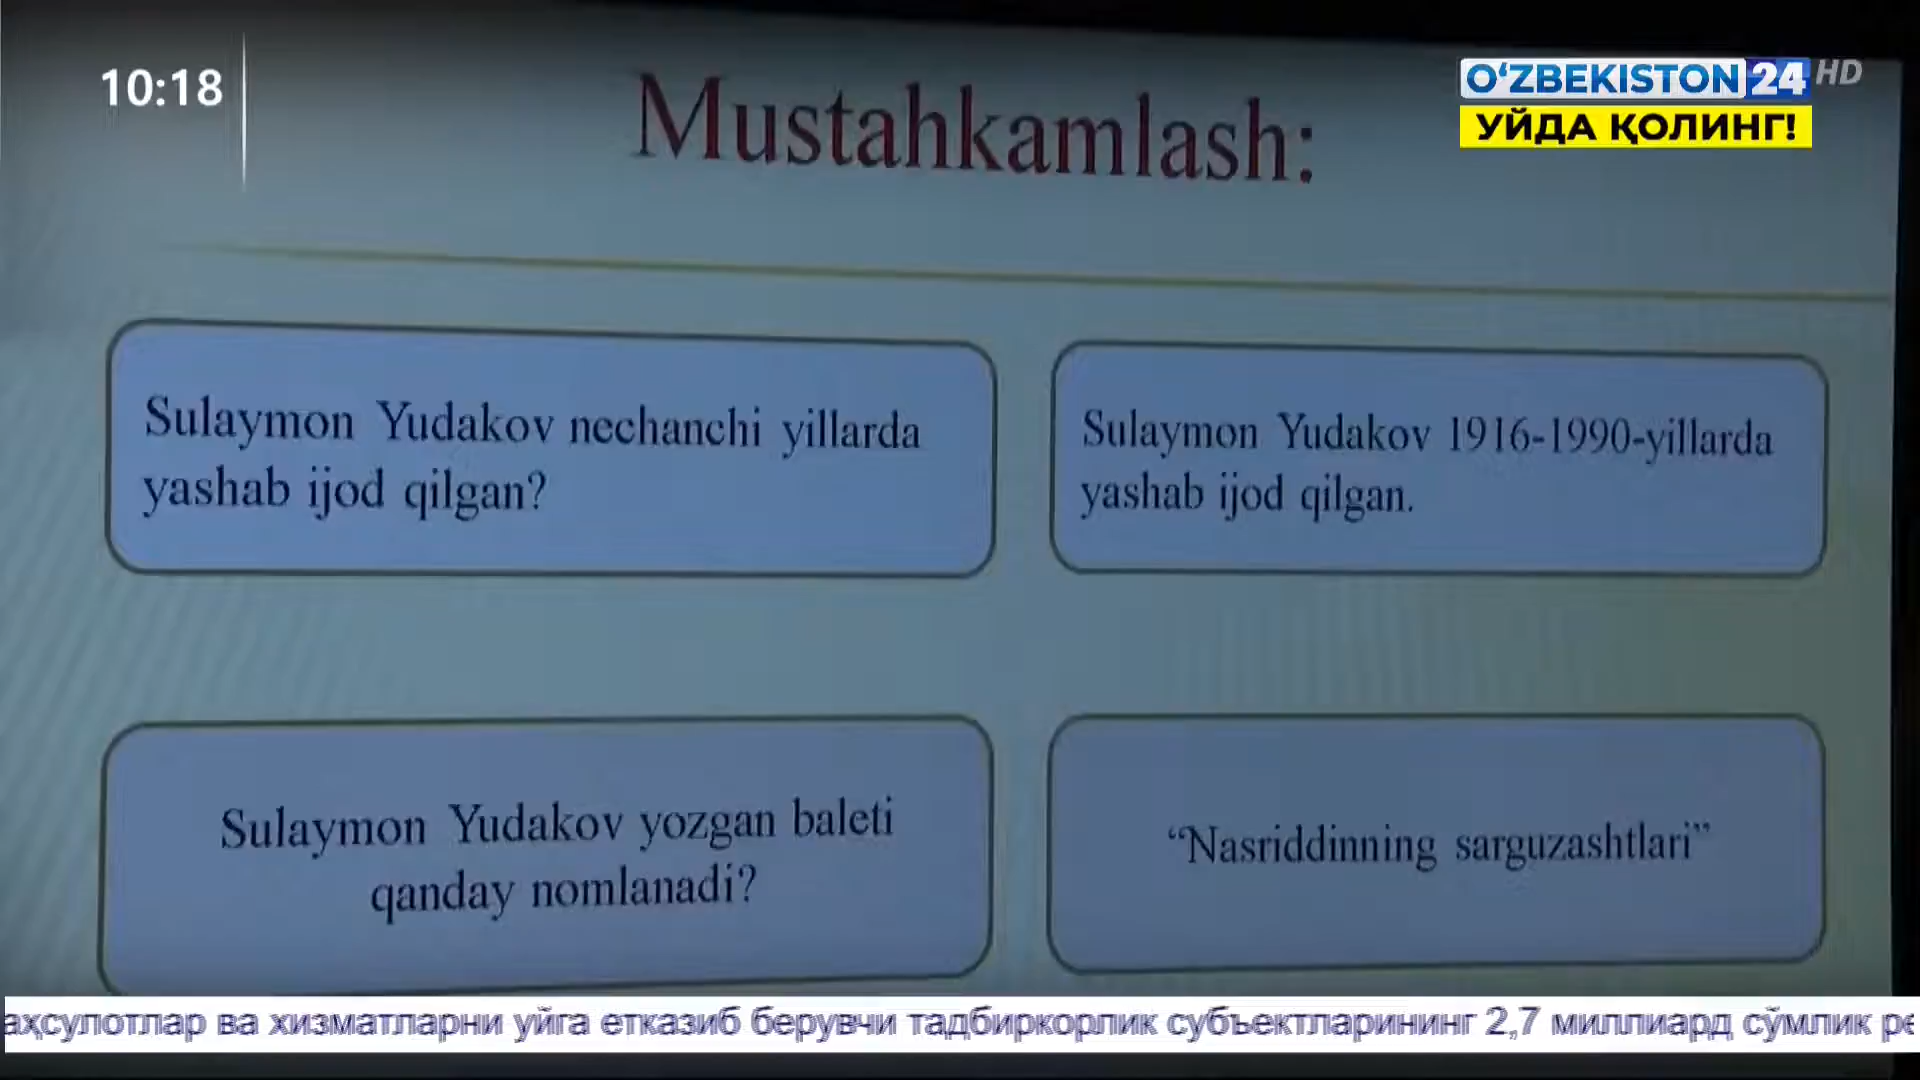 10:18
O‘ZBEKISTON 24 HD
УЙДА ҚОЛИНГ!
Mustahkamlash:
Sulaymon Yudakov nechanchi yillarda
yashab ijod qilgan?
Sulaymon Yudakov 1916-1990-yillarda
yashab ijod qilgan.
Sulaymon Yudakov yozgan baleti
qanday nomlanadi?
“Nasriddinning sarguzashtlari”
аҳсулотлар ва хизматларни уйга етказиб берувчи тадбиркорлик субъектларининг 2,7 миллиард сўмлик ре